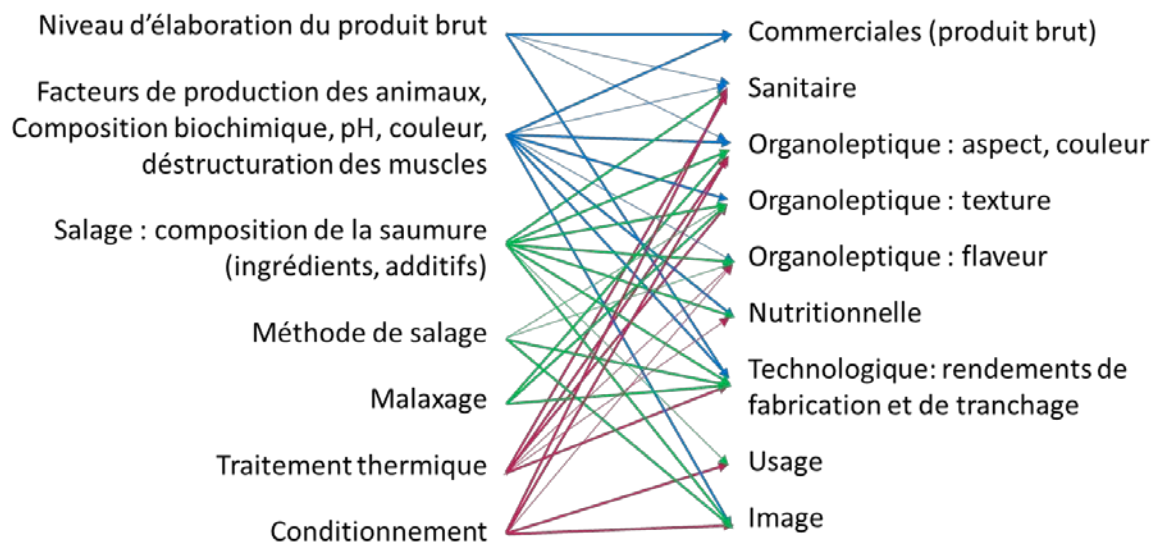 Niveau d'élaboration du produit brut
Facteurs de production des animaux,
Composition biochimique, pH, couleur,
déstructuration des muscles
Salage : composition de la saumure
(ingrédients, additifs)
Méthode de salage
Malaxage
Traitement thermique
Conditionnement
Commerciales (produit brut)
Sanitaire
Organoleptique : aspect, couleur
Organoleptique : texture
Organoleptique : flaveur
Nutritionnelle
Technologique: rendements de
fabrication et de tranchage
Usage
Image